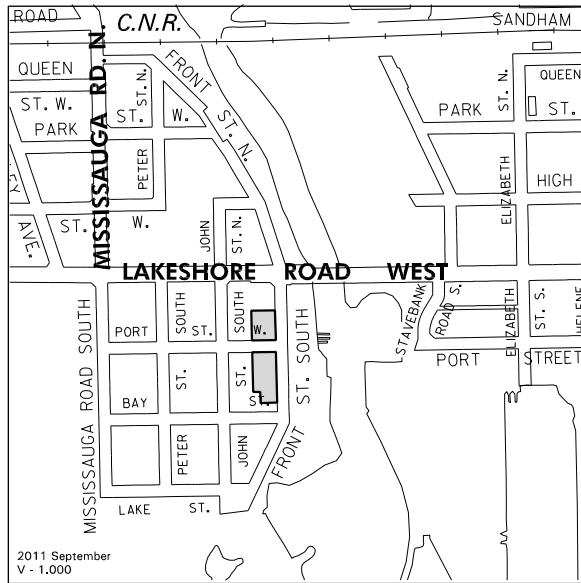 ROAD
C.N.R.
SANDHAM
QUEEN
ST. W.
PARK
ST.
W.
ST. N.
PETER
FRONT
ST. N.
MISSISSAUGA RD. N.
PARK
ST.
ST. N.
QUEEN
ELIZABETH
HIGH
AVE.
ST.
W.
JOHN
ST. N.
LAKESHORE ROAD WEST
MISSISSAUGA ROAD SOUTH
PORT
ST.
W.
SOUTH
SOUTH
ST.
ST.
BAY
ST.
PETER
JOHN
FRONT
ST. SOUTH
LAKE
ST.
STAVEBANK
ROAD S.
ELIZABETH
ST. S.
HELENE
PORT
STREET
2011 September
V - 1.000